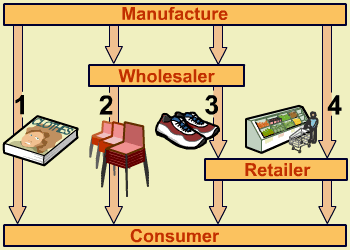 Manufacture
Wholesaler
1
2
3
4
Retailer
Consumer